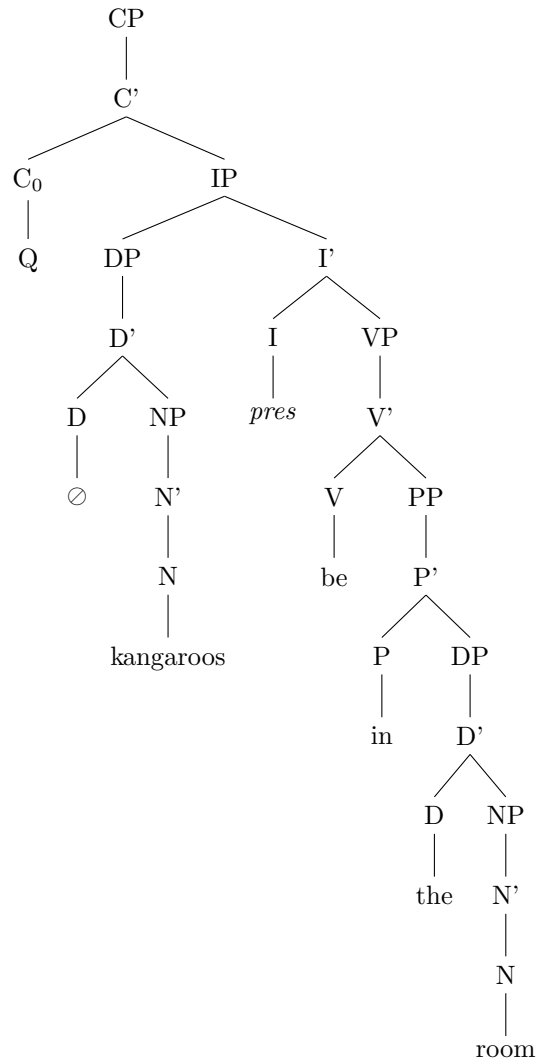 CP
C'
C₀ IP
Q DP I'
D' I VP
D NP pres V'
∅ N' V PP
N be P'
kangaroos P DP
in D'
D NP
the N'
N
room